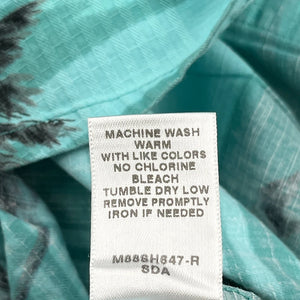 MACHINE WASH
WARM
WITH LIKE COLORS
NO CHLORINE
BLEACH
TUMBLE DRY LOW
REMOVE PROMPTLY
IRON IF NEEDED
M88SH647-R
SDA